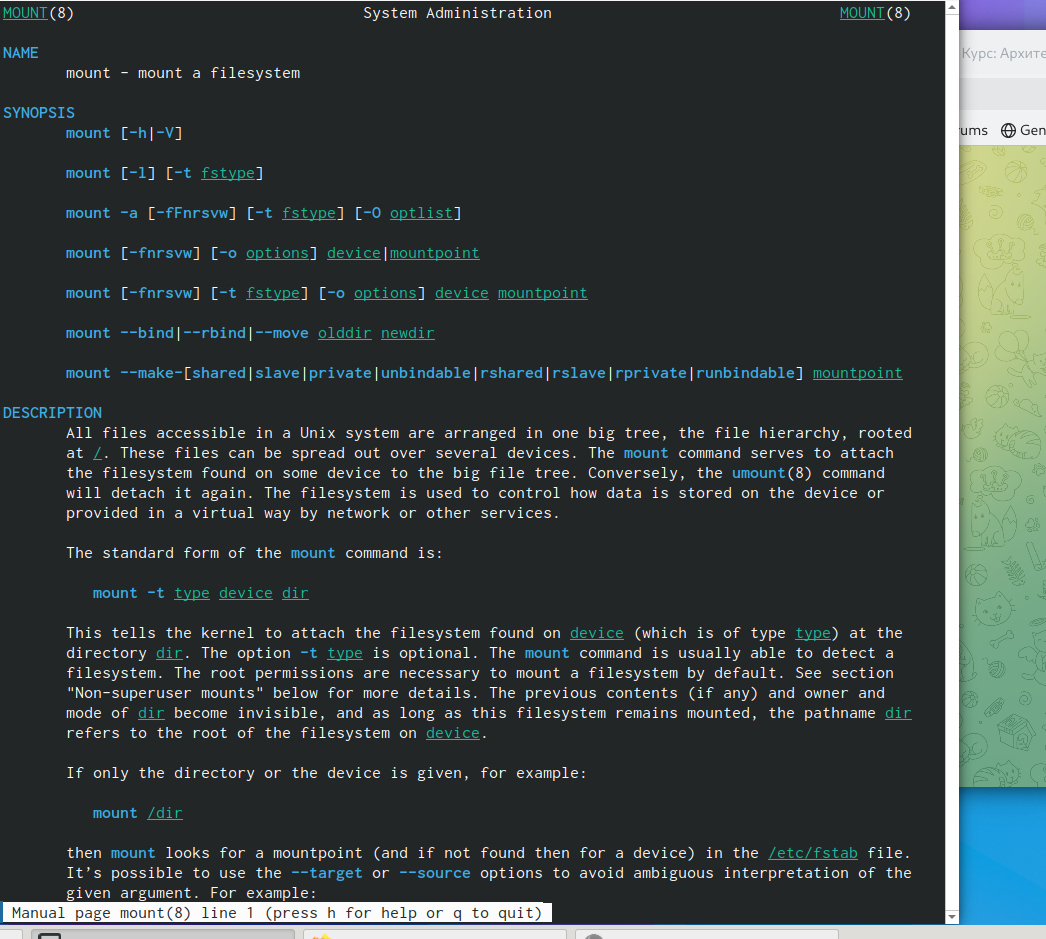 MOUNT(8) System Administration MOUNT(8)
NAME
mount - mount a filesystem
SYNOPSIS
mount [-h|-V]
mount [-l] [-t fstype]
mount -a [-fFnrsvw] [-t fstype] [-O optlist]
mount [-fnrsvw] [-o options] device|mountpoint
mount [-fnrsvw] [-t fstype] [-o options] device mountpoint
mount --bind|--rbind|--move olddir newdir
mount --make-[shared|slave|private|unbindable|rshared|rslave|rprivate|runbindable] mountpoint
DESCRIPTION
All files accessible in a Unix system are arranged in one big tree, the file hierarchy, rooted
at /. These files can be spread out over several devices. The mount command serves to attach
the filesystem found on some device to the big file tree. Conversely, the umount(8) command
will detach it again. The filesystem is used to control how data is stored on the device or
provided in a virtual way by network or other services.
The standard form of the mount command is:
mount -t type device dir
This tells the kernel to attach the filesystem found on device (which is of type type) at the
directory dir. The option -t type is optional. The mount command is usually able to detect a
filesystem. The root permissions are necessary to mount a filesystem by default. See section
"Non-superuser mounts" below for more details. The previous contents (if any) and owner and
mode of dir become invisible, and as long as this filesystem remains mounted, the pathname dir
refers to the root of the filesystem on device.
If only the directory or the device is given, for example:
mount /dir
then mount looks for a mountpoint (and if not found then for a device) in the /etc/fstab file.
It’s possible to use the --target or --source options to avoid ambiguous interpretation of the
given argument. For example:
Manual page mount(8) line 1 (press h for help or q to quit)
Курс: Архите
rums Gen